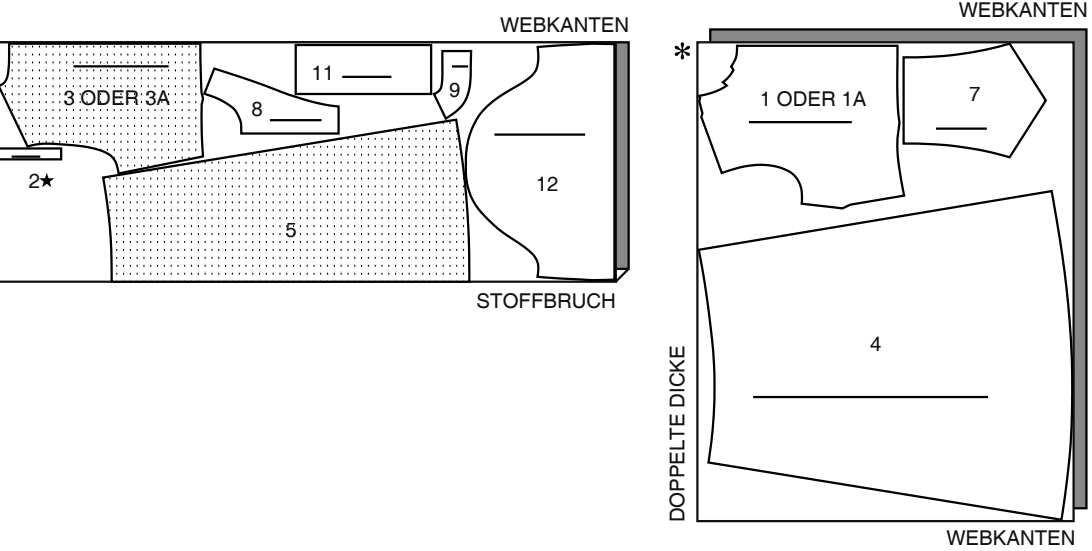 WEBKANTEN
3 ODER 3A
11
9
8
2★
12
5
STOFFBRUCH
WEBKANTEN
*
1 ODER 1A
7
4
DOPPELTE DICKE
WEBKANTEN